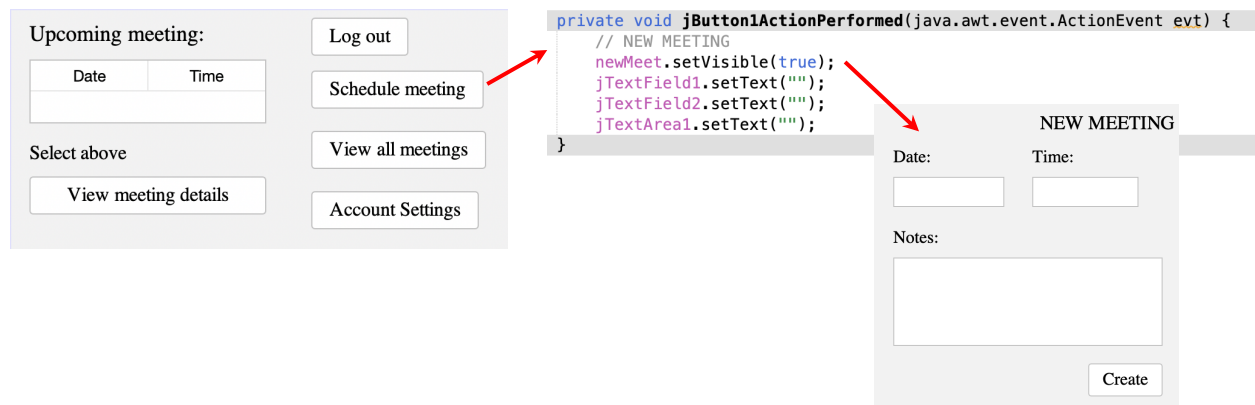 Upcoming meeting:
Date Time
Select above
View meeting details
Log out
Schedule meeting
View all meetings
Account Settings
private void jButton1ActionPerformed(java.awt.event.ActionEvent evt) {
// NEW MEETING
newMeet.setVisible(true);
jTextField1.setText("");
jTextField2.setText("");
jTextArea1.setText("");
}
NEW MEETING
Date: Time:
Notes:
Create